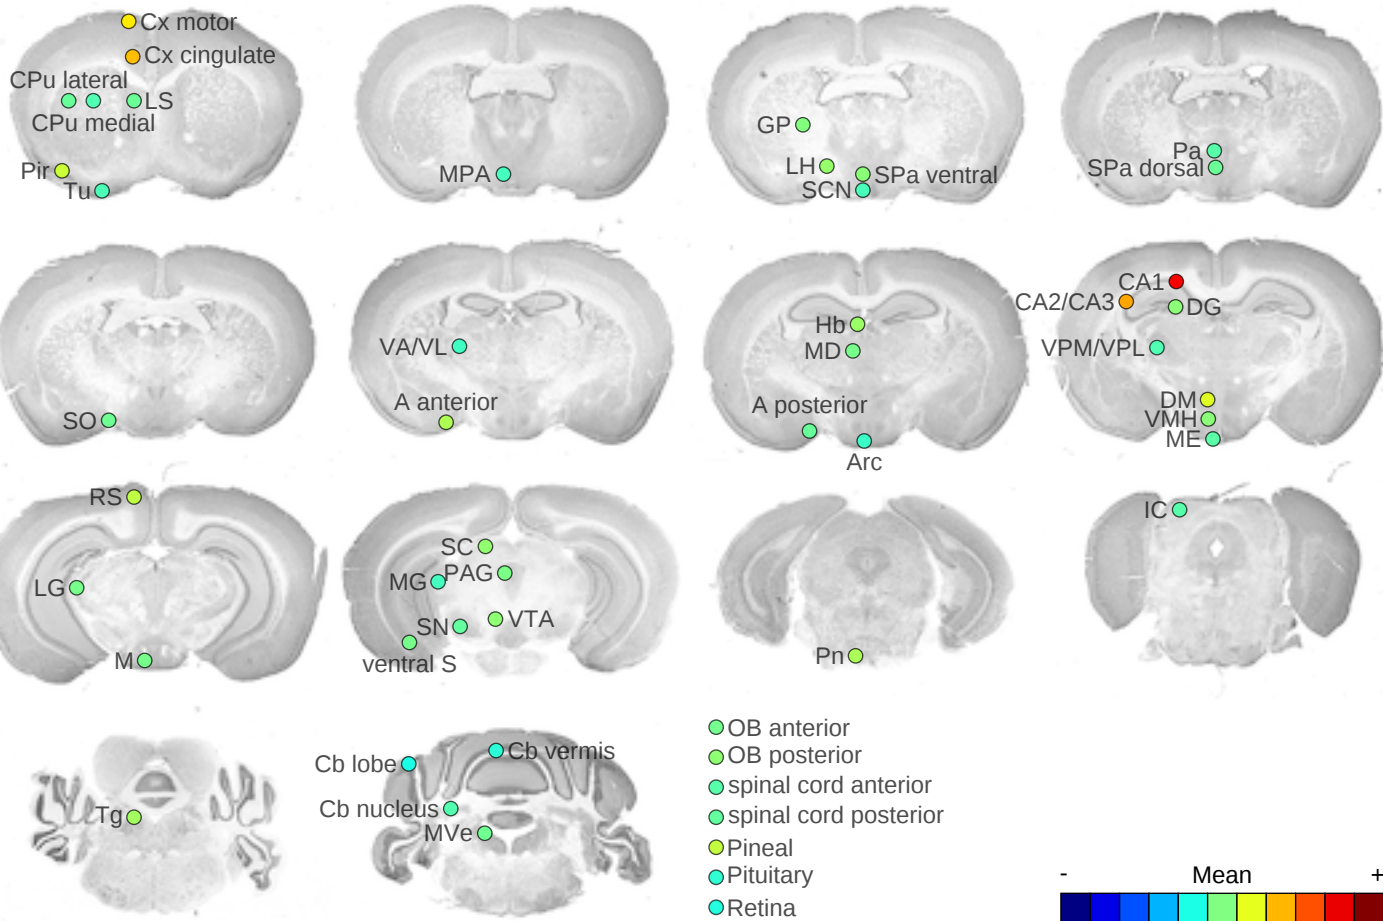 Cx motor
Cx cingulate
CPu lateral
LS
CPu medial
Pir
Tu
MPA
GP
LH
SPa ventral
SCN
Pa
SPa dorsal
SO
VA/VL
A anterior
Hb
MD
A posterior
Arc
CA1
CA2/CA3
DG
VPM/VPL
DM
VMH
ME
RS
LG
M
SC
PAG
MG
VTA
SN
ventral S
Pn
IC
Tg
Cb vermis
Cb lobe
Cb nucleus
MVe
OB anterior
OB posterior
spinal cord anterior
spinal cord posterior
Pineal
Pituitary
Retina
- Mean +